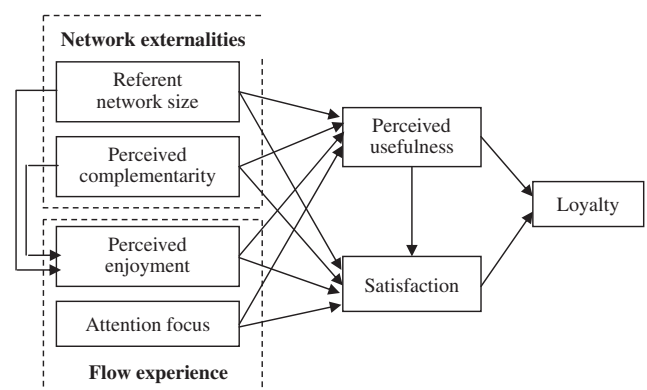 Network externalities
Referent
network size
Perceived
complementarity
Perceived
enjoyment
Attention focus
Flow experience
Perceived
usefulness
Satisfaction
Loyalty